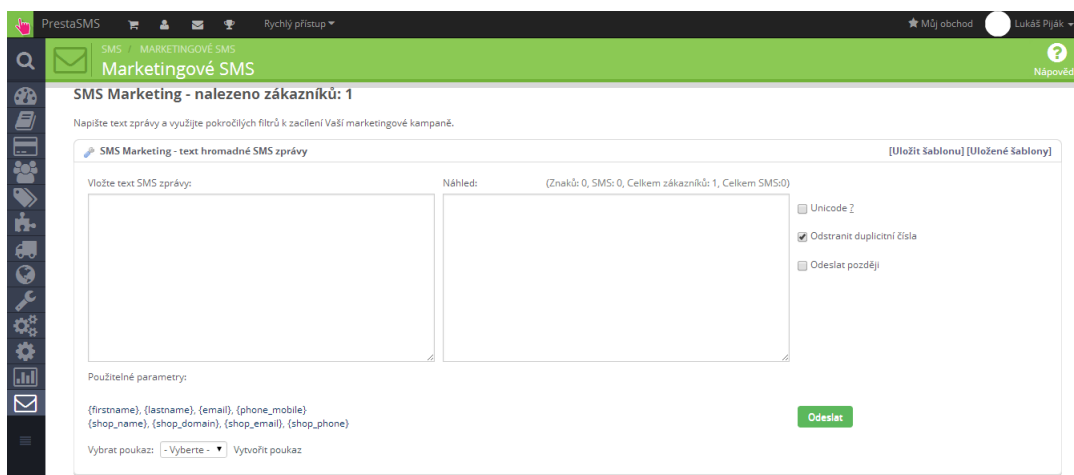 PrestaSMS Rychlý přístup Můj obchod Lukáš Piják
SMS / MARKETINGOVÉ SMS
Marketingové SMS
Nápověd
SMS Marketing - nalezeno zákazníků: 1
Napište text zprávy a využijte pokročilých filtrů k zacílení Vaší marketingové kampaně.
SMS Marketing - text hromadné SMS zprávy [Uložit šablonu] [Uložené šablony]
Vložte text SMS zprávy: Náhled: (Znaků: 0, SMS: 0, Celkem zákazníků: 1, Celkem SMS:0)
Unicode ?
Odstranit duplicitní čísla
Odeslat později
Použitelné parametry:
{firstname}, {lastname}, {email}, {phone_mobile}
{shop_name}, {shop_domain}, {shop_email}, {shop_phone}
Odeslat
Vybrat poukaz: - Vyberte - Vytvořit poukaz